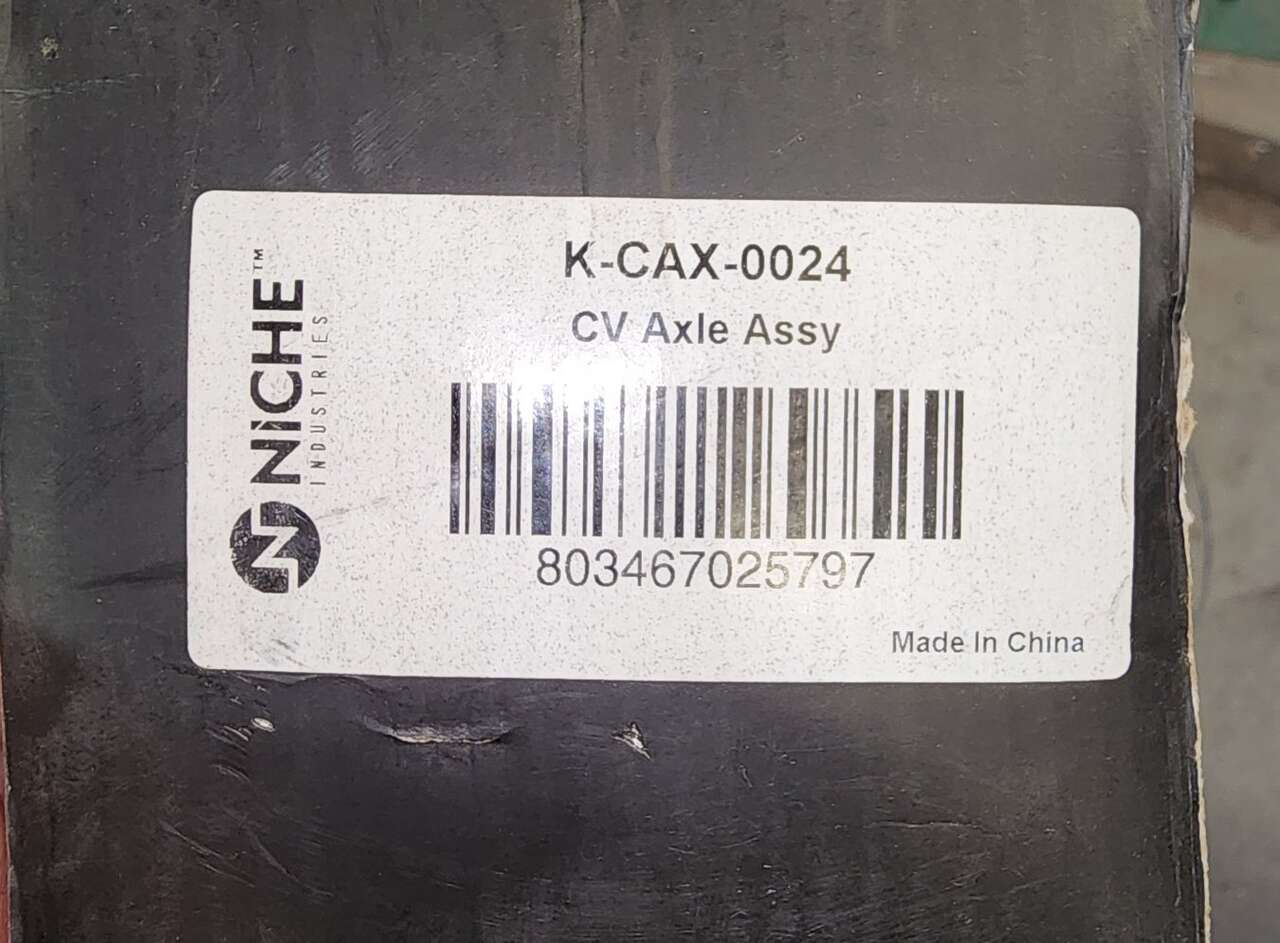 NICHE™
INDUSTRIES
K-CAX-0024
CV Axle Assy
803467025797
Made In China